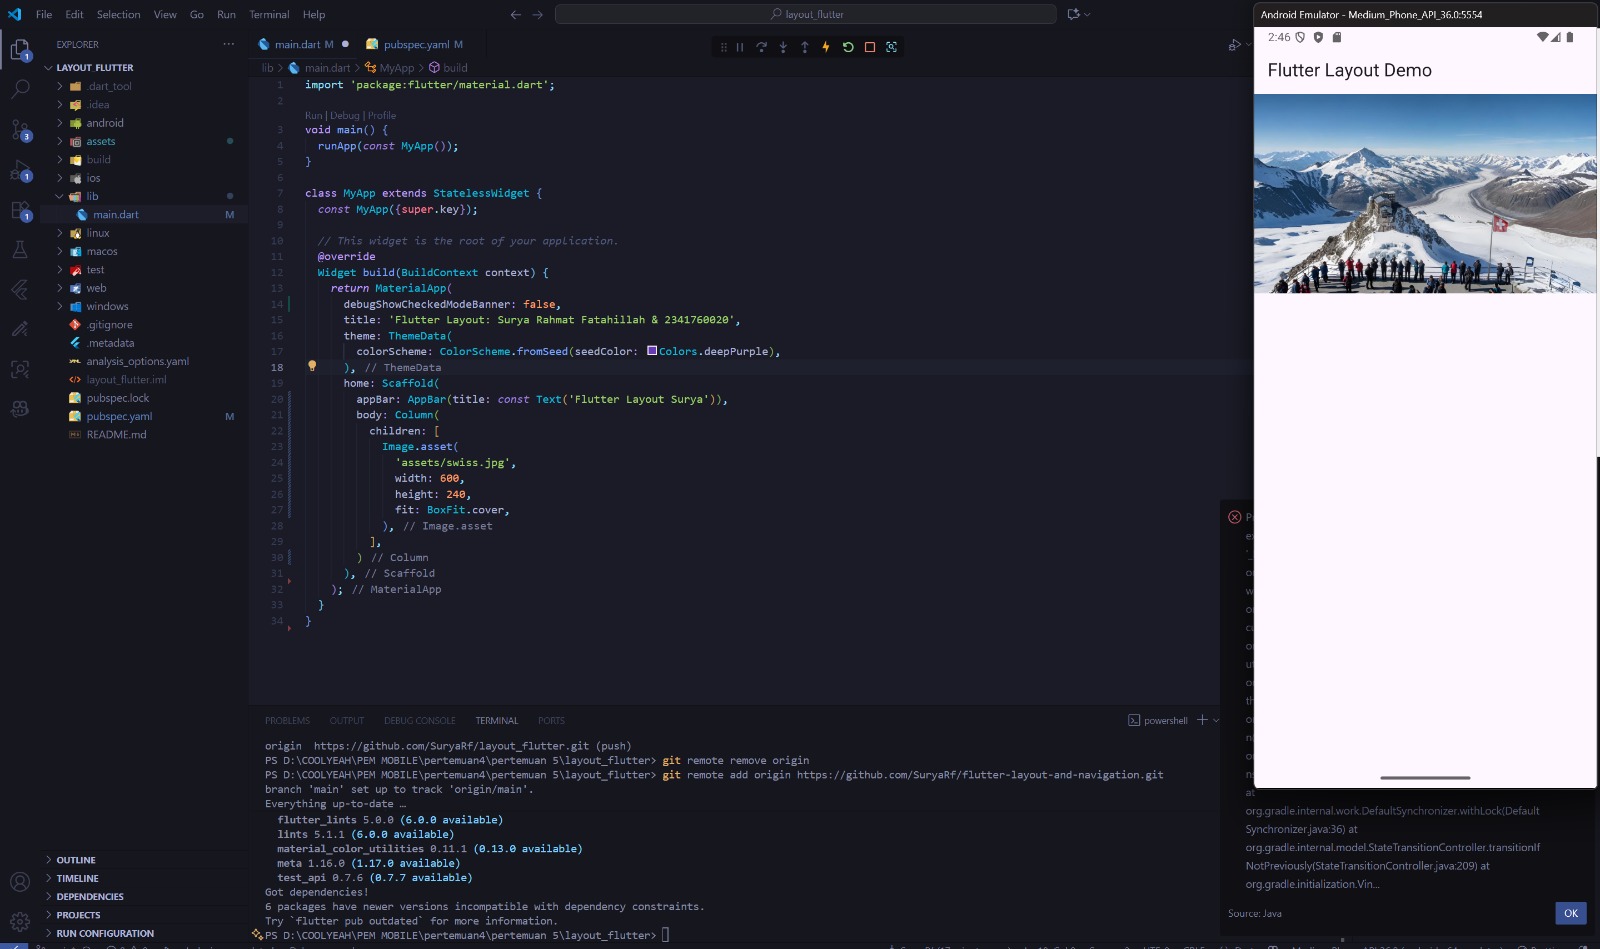 File Edit Selection View Go Run Terminal Help
layout_flutter
EXPLORER
LAYOUT_FLUTTER
.dart_tool
.idea
android
assets
build
ios
lib
main.dart M
linux
macos
test
web
windows
.gitignore
.metadata
analysis_options.yaml
layout_flutter.iml
pubspec.lock
pubspec.yaml M
README.md
OUTLINE
TIMELINE
DEPENDENCIES
PROJECTS
RUN CONFIGURATION
main.dart M
pubspec.yaml M
lib > main.dart > MyApp > build
1 import 'package:flutter/material.dart';
2
Run | Debug | Profile
3 void main() {
4 runApp(const MyApp());
5 }
6
7 class MyApp extends StatelessWidget {
8 const MyApp({super.key});
9
10 // This widget is the root of your application.
11 @override
12 Widget build(BuildContext context) {
13 return MaterialApp(
14 debugShowCheckedModeBanner: false,
15 title: 'Flutter Layout: Surya Rahmat Fatahillah & 2341760020',
16 theme: ThemeData(
17 colorScheme: ColorScheme.fromSeed(seedColor: Colors.deepPurple),
18 ), // ThemeData
19 home: Scaffold(
20 appBar: AppBar(title: const Text('Flutter Layout Surya')),
21 body: Column(
22 children: [
23 Image.asset(
24 'assets/swiss.jpg',
25 width: 600,
26 height: 240,
27 fit: BoxFit.cover,
28 ), // Image.asset
29 ],
30 ) // Column
31 ), // Scaffold
32 ); // MaterialApp
33 }
34 }
PROBLEMS OUTPUT DEBUG CONSOLE TERMINAL PORTS
powershell
origin https://github.com/SuryaRf/layout_flutter.git (push)
PS D:\COOLYEAH\PEM MOBILE\pertemuan4\pertemuan 5\layout_flutter> git remote remove origin
PS D:\COOLYEAH\PEM MOBILE\pertemuan4\pertemuan 5\layout_flutter> git remote add origin https://github.com/SuryaRf/flutter-layout-and-navigation.git
branch 'main' set up to track 'origin/main'.
Everything up-to-date …
flutter_lints 5.0.0 (6.0.0 available)
lints 5.1.1 (6.0.0 available)
material_color_utilities 0.11.1 (0.13.0 available)
meta 1.16.0 (1.17.0 available)
test_api 0.7.6 (0.7.7 available)
Got dependencies!
6 packages have newer versions incompatible with dependency constraints.
Try `flutter pub outdated` for more information.
PS D:\COOLYEAH\PEM MOBILE\pertemuan4\pertemuan 5\layout_flutter>
Android Emulator - Medium_Phone_API_36.0:5554
2:46
Flutter Layout Demo
at
org.gradle.internal.work.DefaultSynchronizer.withLock(Default
Synchronizer.java:36) at
org.gradle.internal.model.StateTransitionController.transitionIf
NotPreviously(StateTransitionController.java:209) at
org.gradle.initialization.Vin...
Source: Java
OK